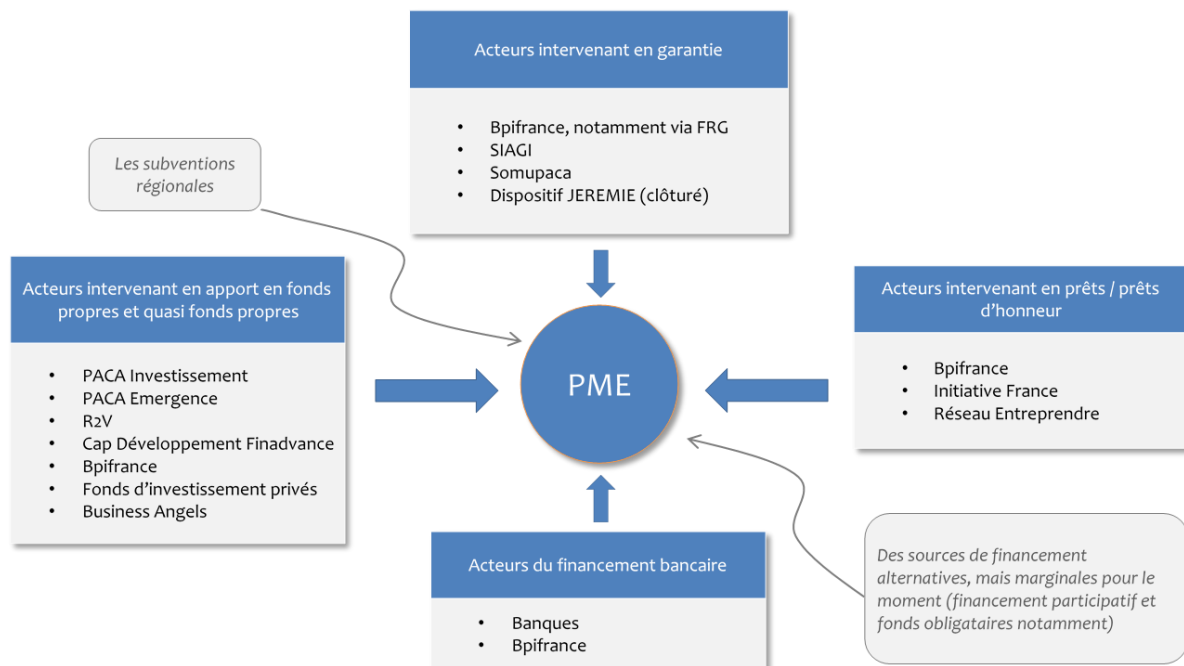 Acteurs intervenant en garantie
• Bpifrance, notamment via FRG
• SIAGI
• Somupaca
• Dispositif JEREMIE (clôturé)
Les subventions
régionales
Acteurs intervenant en apport en fonds
propres et quasi fonds propres
• PACA Investissement
• PACA Emergence
• R2V
• Cap Développement Finadvance
• Bpifrance
• Fonds d'investissement privés
• Business Angels
PME
Acteurs intervenant en prêts / prêts
d'honneur
• Bpifrance
• Initiative France
• Réseau Entreprendre
Acteurs du financement bancaire
• Banques
• Bpifrance
Des sources de financement
alternatives, mais marginales pour le
moment (financement participatif et
fonds obligataires notamment)